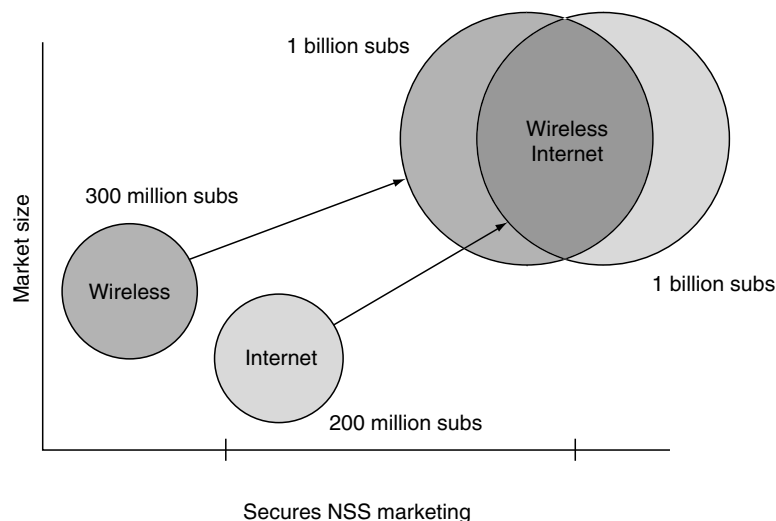 1 billion subs
Wireless
Internet
300 million subs
Market size
Wireless
1 billion subs
Internet
200 million subs
Secures NSS marketing